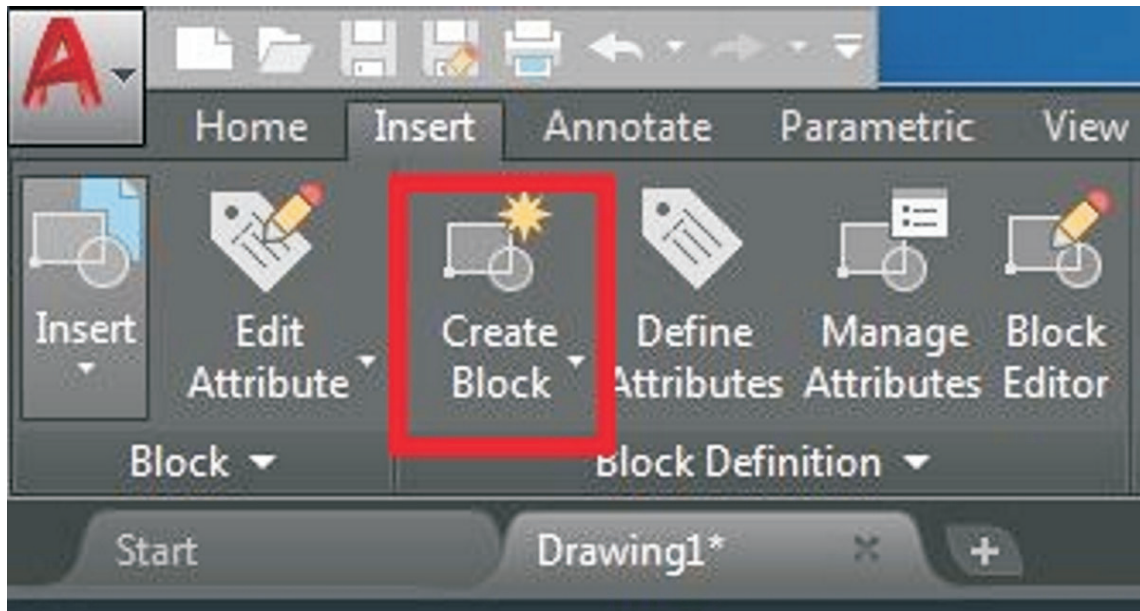 Home Insert Annotate Parametric View
Insert Edit Attribute Create Block Define Attributes Manage Attributes Block Editor
Block Block Definition
Start Drawing1*